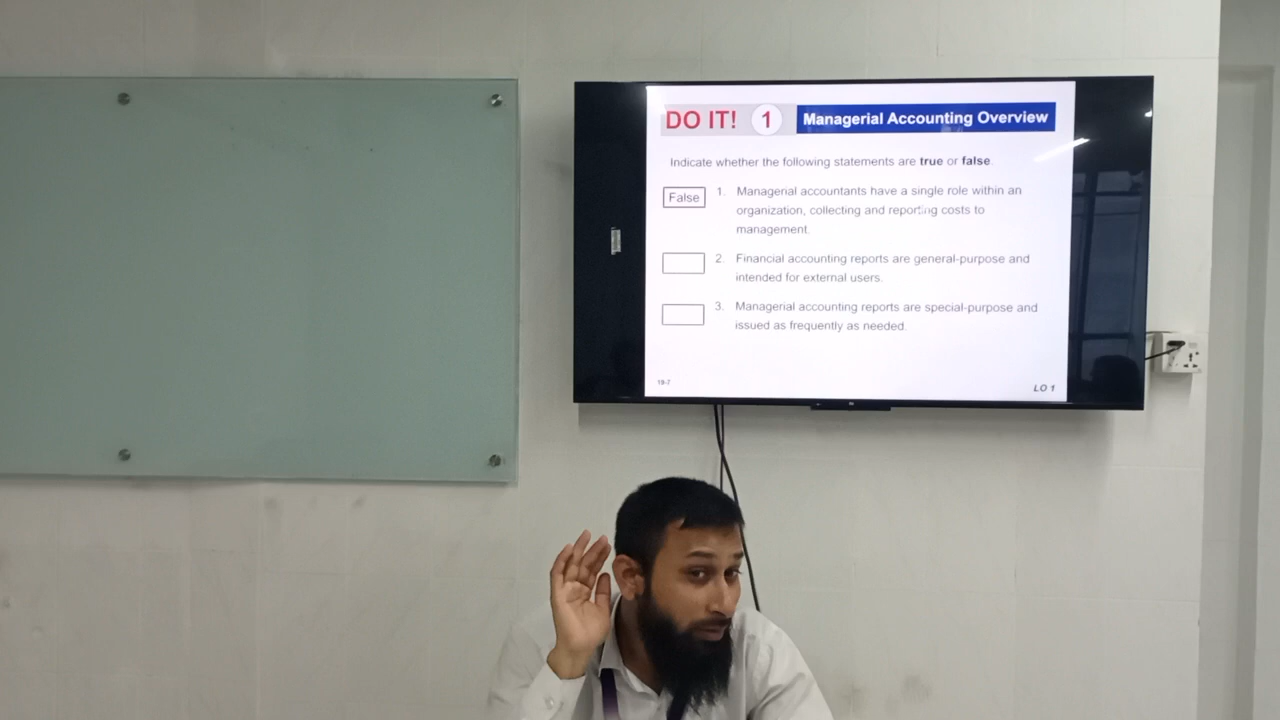 DO IT! 1 Managerial Accounting Overview
Indicate whether the following statements are true or false.
False 1. Managerial accountants have a single role within an
organization, collecting and reporting costs to
management.
2. Financial accounting reports are general-purpose and
intended for external users.
3. Managerial accounting reports are special-purpose and
issued as frequently as needed.
19-7
LO 1